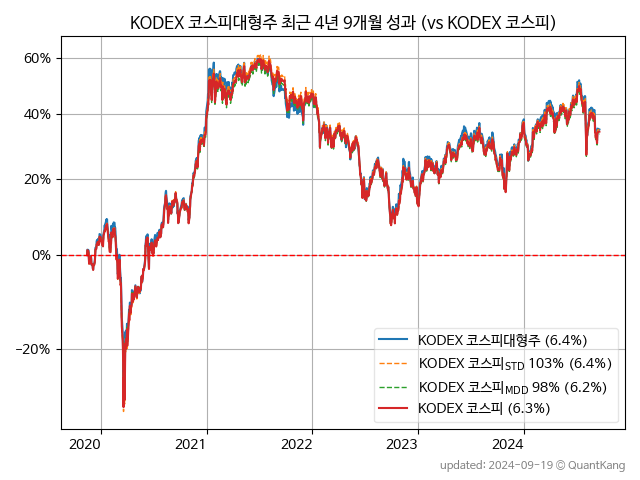 KODEX 코스피대형주 최근 4년 9개월 성과 (vs KODEX 코스피)
60%
40%
20%
0%
−20%
KODEX 코스피대형주 (6.4%)
KODEX 코스피STD 103% (6.4%)
KODEX 코스피MDD 98% (6.2%)
KODEX 코스피 (6.3%)
2020 2021 2022 2023 2024
updated: 2024-09-19 © QuantKang